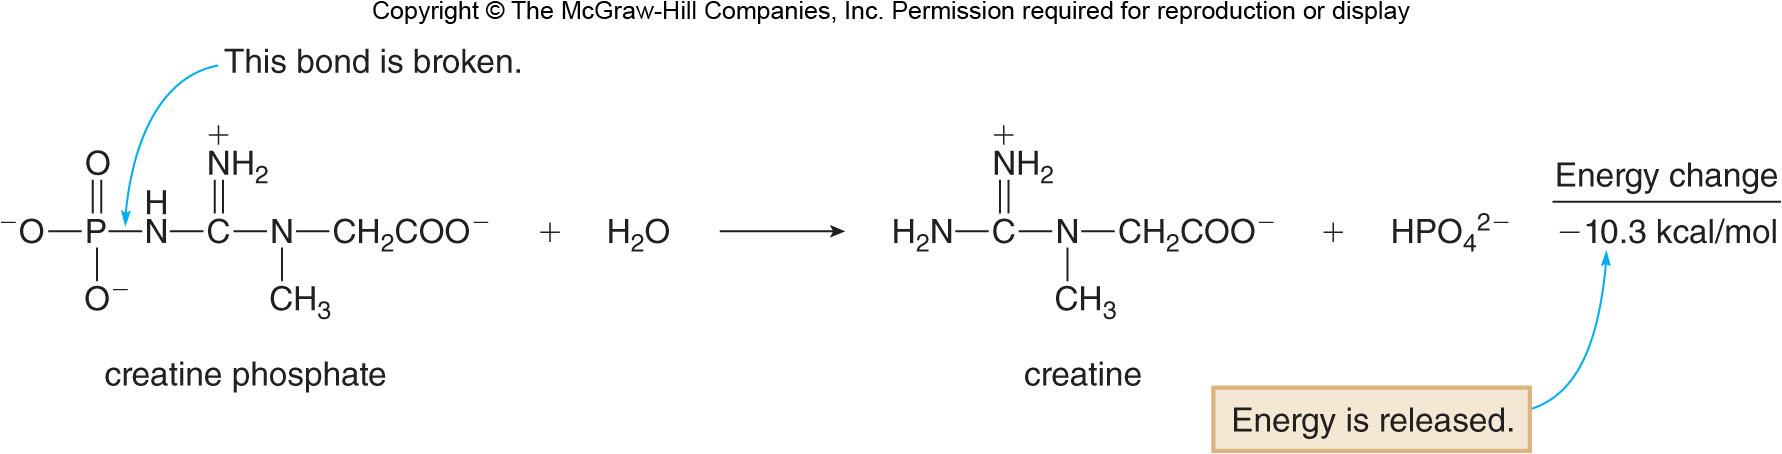 Copyright © The McGraw-Hill Companies, Inc. Permission required for reproduction or display
This bond is broken.
+ +
O NH₂ NH₂ Energy change
H
⁻O—P—N—C—N—CH₂COO⁻ + H₂O → H₂N—C—N—CH₂COO⁻ + HPO₄²⁻ −10.3 kcal/mol
O⁻ CH₃ CH₃
creatine phosphate creatine
Energy is released.